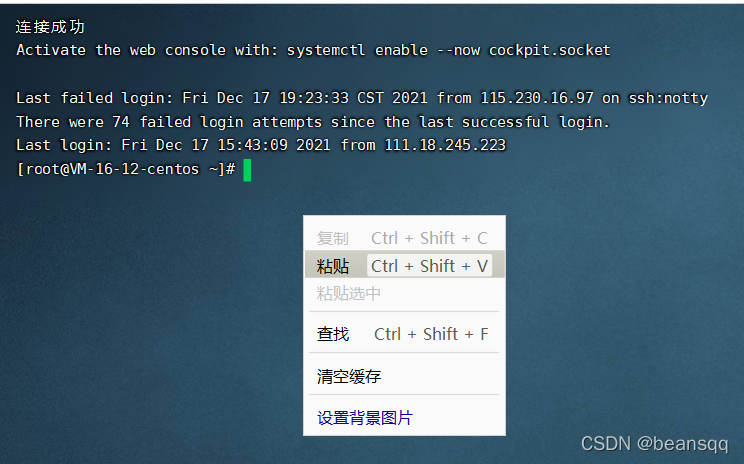 连接成功
Activate the web console with: systemctl enable --now cockpit.socket
Last failed login: Fri Dec 17 19:23:33 CST 2021 from 115.230.16.97 on ssh:notty
There were 74 failed login attempts since the last successful login.
Last login: Fri Dec 17 15:43:09 2021 from 111.18.245.223
[root@VM-16-12-centos ~]#
复制 Ctrl + Shift + C
粘贴 Ctrl + Shift + V
粘贴选中
查找 Ctrl + Shift + F
清空缓存
设置背景图片
CSDN @beansqq